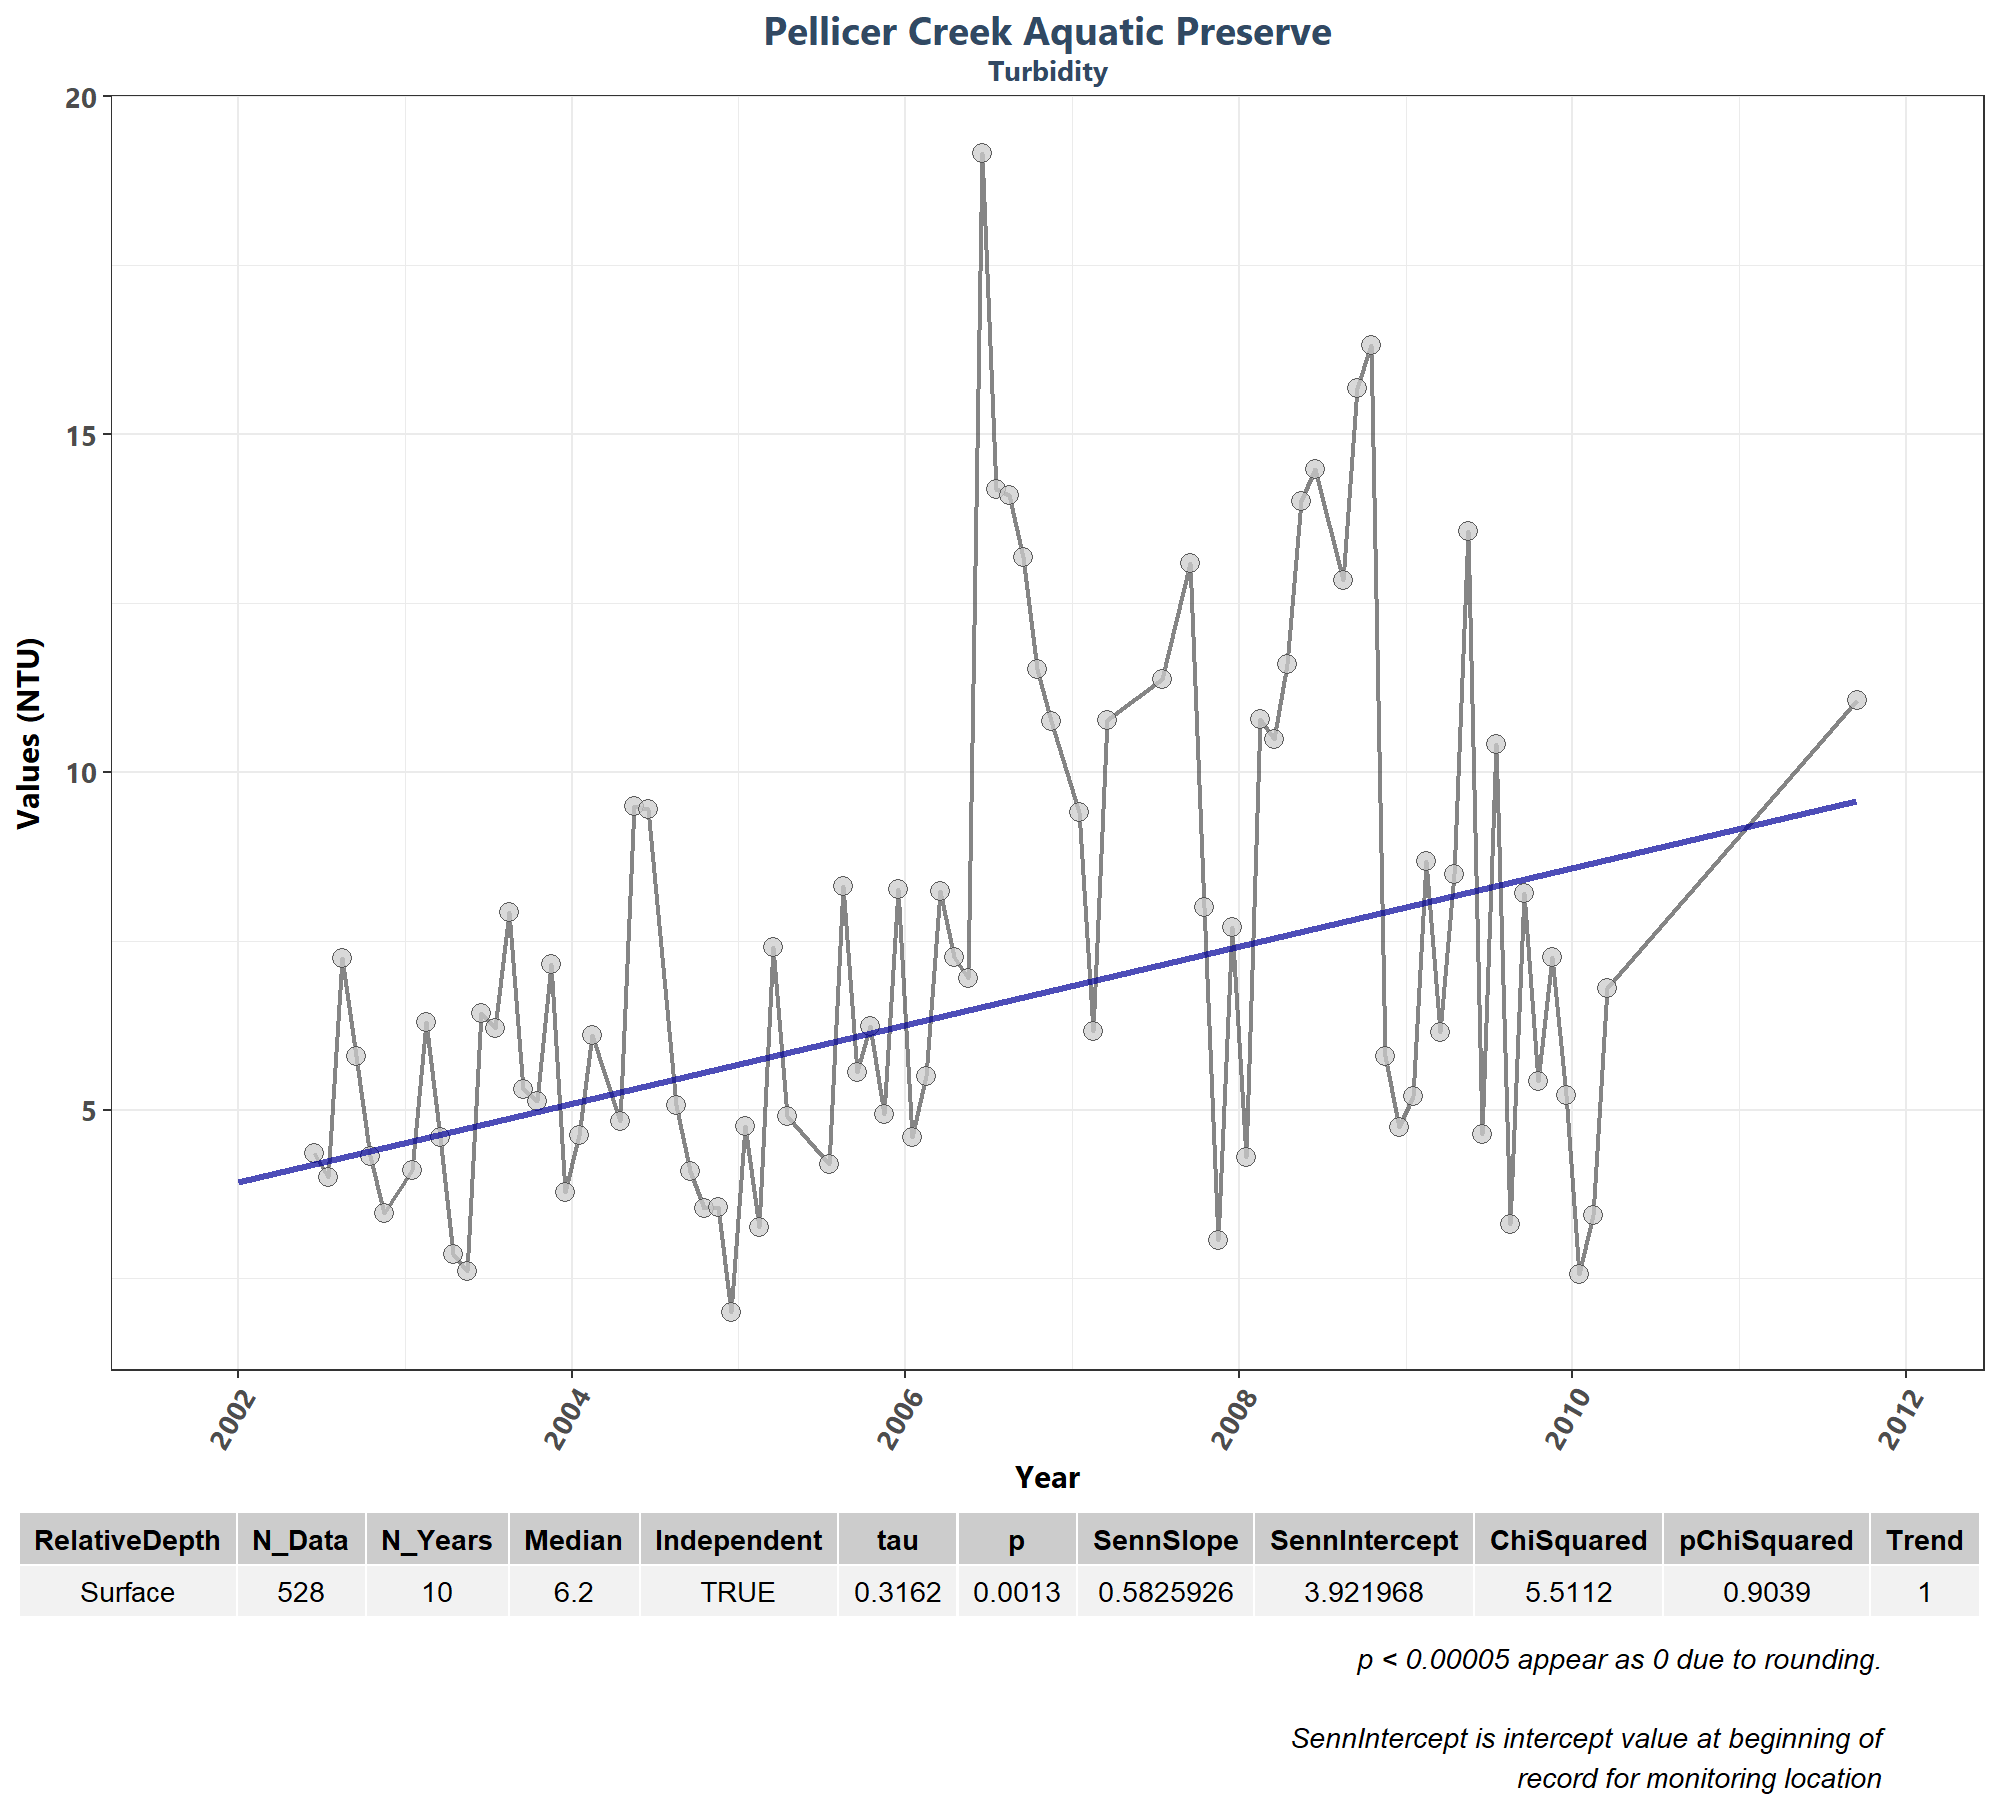 Pellicer Creek Aquatic Preserve
Turbidity
Values (NTU)
20
15
10
5
2002 2004 2006 2008 2010 2012
Year
RelativeDepth N_Data N_Years Median Independent tau p SennSlope SennIntercept ChiSquared pChiSquared Trend
Surface 528 10 6.2 TRUE 0.3162 0.0013 0.5825926 3.921968 5.5112 0.9039 1
p < 0.00005 appear as 0 due to rounding.
SennIntercept is intercept value at beginning of
record for monitoring location